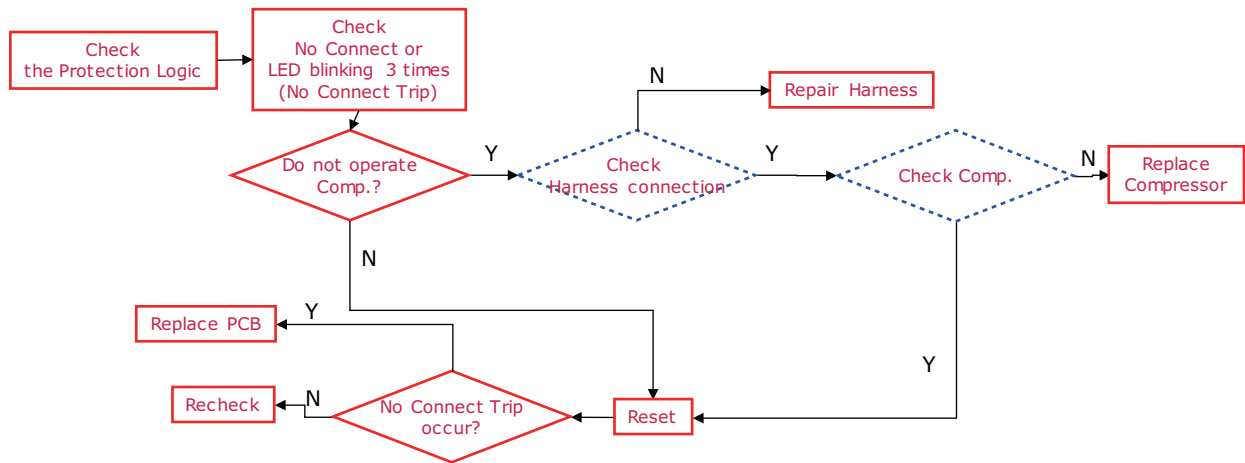 Check
the Protection Logic
Check
No Connect or
LED blinking 3 times
(No Connect Trip)
N
Repair Harness
Do not operate
Comp.?
Y
Check
Harness connection
Y
Check Comp.
N
Replace
Compressor
N
Replace PCB
Y
Y
Recheck
N
No Connect Trip
occur?
Reset